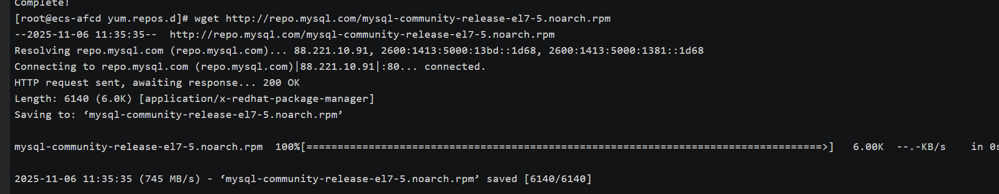 Complete!
[root@ecs-afcd yum.repos.d]# wget http://repo.mysql.com/mysql-community-release-el7-5.noarch.rpm
--2025-11-06 11:35:35--  http://repo.mysql.com/mysql-community-release-el7-5.noarch.rpm
Resolving repo.mysql.com (repo.mysql.com)... 88.221.10.91, 2600:1413:5000:13bd::1d68, 2600:1413:5000:1381::1d68
Connecting to repo.mysql.com (repo.mysql.com)|88.221.10.91|:80... connected.
HTTP request sent, awaiting response... 200 OK
Length: 6140 (6.0K) [application/x-redhat-package-manager]
Saving to: ‘mysql-community-release-el7-5.noarch.rpm’
mysql-community-release-el7-5.noarch.rpm  100%[===================================================================================>]   6.00K  --.-KB/s    in 0s
2025-11-06 11:35:35 (745 MB/s) - ‘mysql-community-release-el7-5.noarch.rpm’ saved [6140/6140]